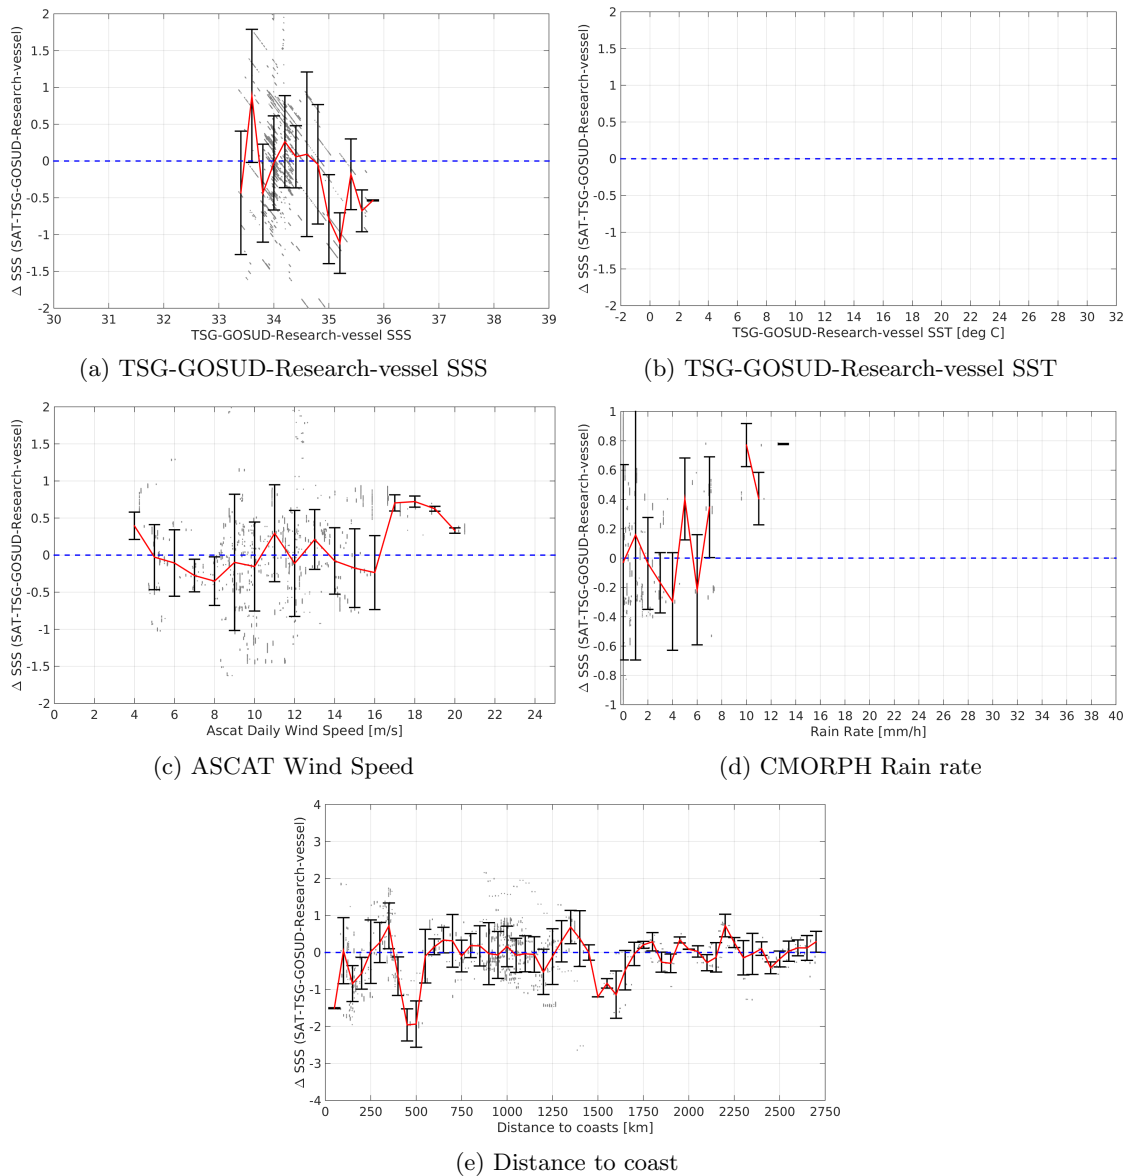 2
1.5
1
0.5
0
-0.5
-1
-1.5
-2
Δ SSS (SAT-TSG-GOSUD-Research-vessel)
30 31 32 33 34 35 36 37 38 39
TSG-GOSUD-Research-vessel SSS
(a) TSG-GOSUD-Research-vessel SSS
2
1.5
1
0.5
0
-0.5
-1
-1.5
-2
Δ SSS (SAT-TSG-GOSUD-Research-vessel)
-2 0 2 4 6 8 10 12 14 16 18 20 22 24 26 28 30 32
TSG-GOSUD-Research-vessel SST [deg C]
(b) TSG-GOSUD-Research-vessel SST
2
1.5
1
0.5
0
-0.5
-1
-1.5
-2
Δ SSS (SAT-TSG-GOSUD-Research-vessel)
0 2 4 6 8 10 12 14 16 18 20 22 24
Ascat Daily Wind Speed [m/s]
(c) ASCAT Wind Speed
1
0.8
0.6
0.4
0.2
0
-0.2
-0.4
-0.6
-0.8
-1
Δ SSS (SAT-TSG-GOSUD-Research-vessel)
0 2 4 6 8 10 12 14 16 18 20 22 24 26 28 30 32 34 36 40
Rain Rate [mm/h]
(d) CMORPH Rain rate
4
3
2
1
0
-1
-2
-3
-4
Δ SSS (SAT-TSG-GOSUD-Research-vessel)
0 250 500 750 1000 1250 1500 1750 2000 2250 2500 2750
Distance to coasts [km]
(e) Distance to coast